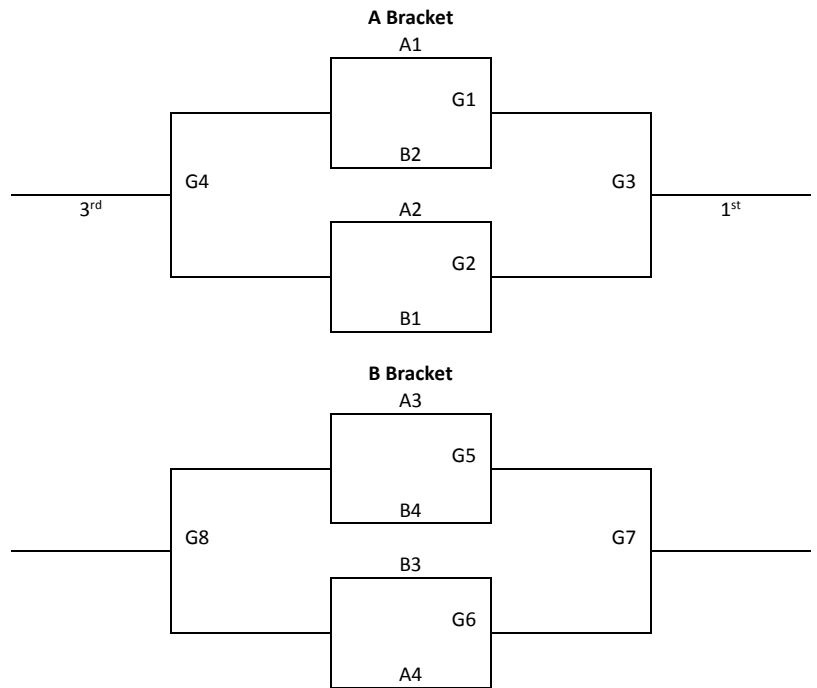 A Bracket
A1
G1
B2
G4
G3
3rd
A2
1st
G2
B1
B Bracket
A3
G5
B4
G8
G7
B3
G6
A4